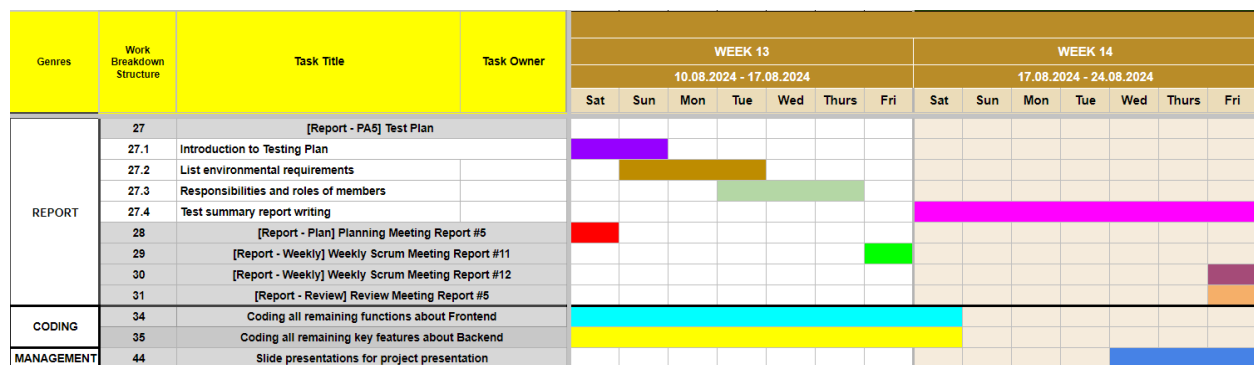 Genres
Work Breakdown Structure
Task Title
Task Owner
WEEK 13
WEEK 14
10.08.2024 - 17.08.2024
17.08.2024 - 24.08.2024
Sat Sun Mon Tue Wed Thurs Fri Sat Sun Mon Tue Wed Thurs Fri
REPORT
27 [Report - PA5] Test Plan
27.1 Introduction to Testing Plan
27.2 List environmental requirements
27.3 Responsibilities and roles of members
27.4 Test summary report writing
28 [Report - Plan] Planning Meeting Report #5
29 [Report - Weekly] Weekly Scrum Meeting Report #11
30 [Report - Weekly] Weekly Scrum Meeting Report #12
31 [Report - Review] Review Meeting Report #5
CODING
34 Coding all remaining functions about Frontend
35 Coding all remaining key features about Backend
MANAGEMENT
44 Slide presentations for project presentation